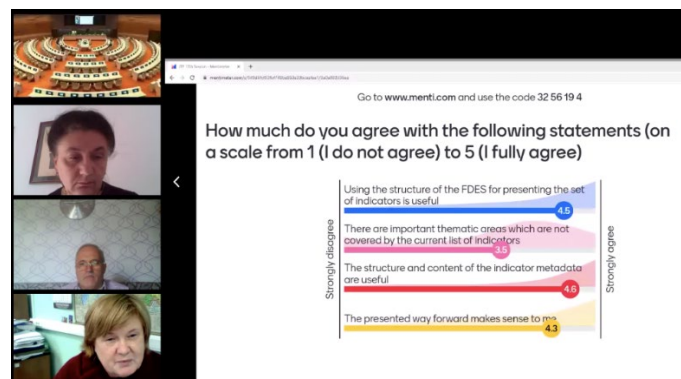 Go to www.menti.com and use the code 32 56 19 4
How much do you agree with the following statements (on
a scale from 1 (I do not agree) to 5 (I fully agree)
Strongly disagree
Using the structure of the FDES for presenting the set
of indicators is useful
4.5
There are important thematic areas which are not
covered by the current list of indicators
3.5
The structure and content of the indicator metadata
are useful
4.6
The presented way forward makes sense to me
4.3
Strongly agree